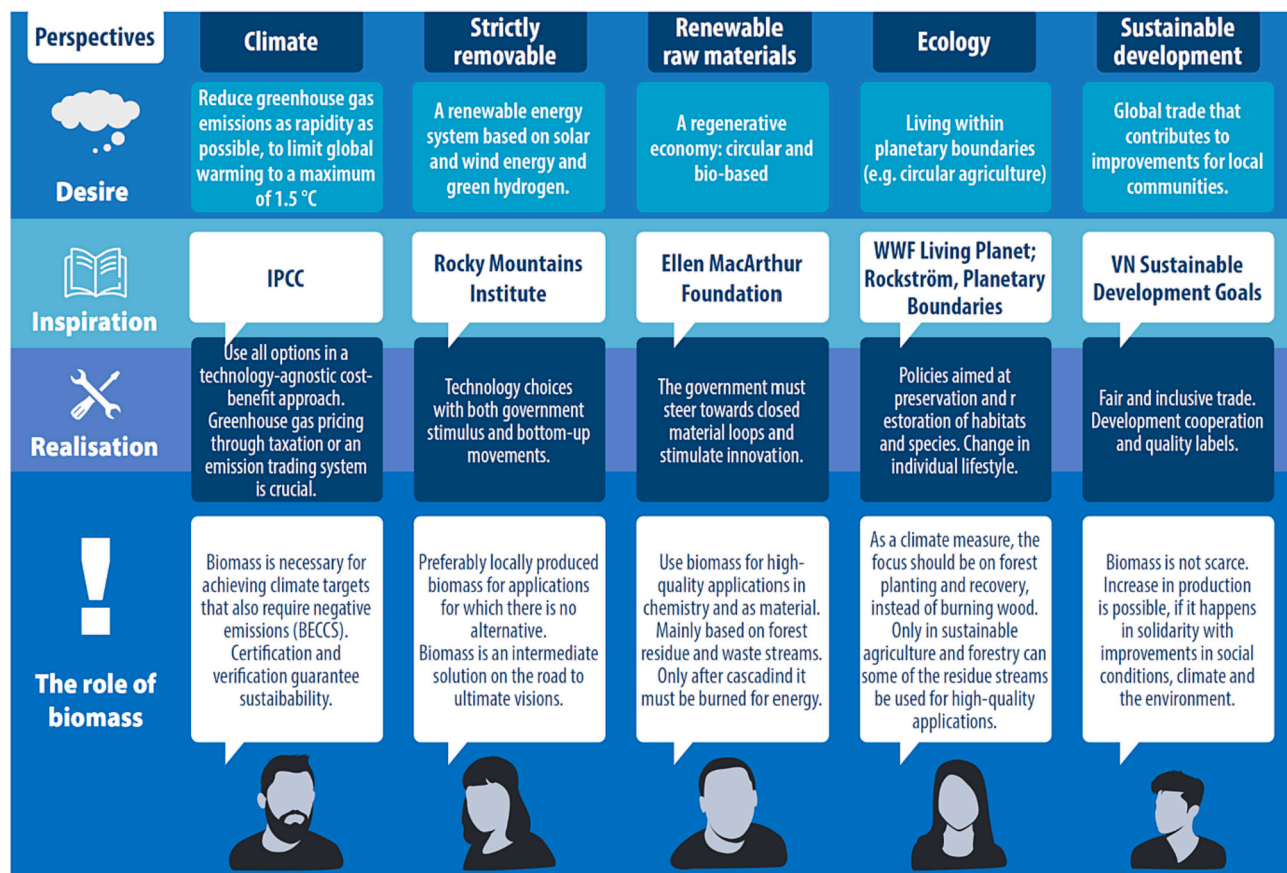 Perspectives
Climate
Strictly
removable
Renewable
raw materials
Ecology
Sustainable
development
Desire
Reduce greenhouse gas
emissions as rapidity as
possible, to limit global
warming to a maximum
of 1.5 °C
A renewable energy
system based on solar
and wind energy and
green hydrogen.
A regenerative
economy: circular and
bio-based
Living within
planetary boundaries
(e.g. circular agriculture)
Global trade that
contributes to
improvements for local
communities.
Inspiration
IPCC
Rocky Mountains
Institute
Ellen MacArthur
Foundation
WWF Living Planet;
Rockström, Planetary
Boundaries
VN Sustainable
Development Goals
Realisation
Use all options in a
technology-agnostic cost-
benefit approach.
Greenhouse gas pricing
through taxation or an
emission trading system
is crucial.
Technology choices
with both government
stimulus and bottom-up
movements.
The government must
steer towards closed
material loops and
stimulate innovation.
Policies aimed at
preservation and r
estoration of habitats
and species. Change in
individual lifestyle.
Fair and inclusive trade.
Development cooperation
and quality labels.
The role of
biomass
Biomass is necessary for
achieving climate targets
that also require negative
emissions (BECCS).
Certification and
verification guarantee
sustaibability.
Preferably locally produced
biomass for applications
for which there is no
alternative.
Biomass is an intermediate
solution on the road to
ultimate visions.
Use biomass for high-
quality applications in
chemistry and as material.
Mainly based on forest
residue and waste streams.
Only after cascadind it
must be burned for energy.
As a climate measure, the
focus should be on forest
planting and recovery,
instead of burning wood.
Only in sustainable
agriculture and forestry can
some of the residue streams
be used for high-quality
applications.
Biomass is not scarce.
Increase in production
is possible, if it happens
in solidarity with
improvements in social
conditions, climate and
the environment.